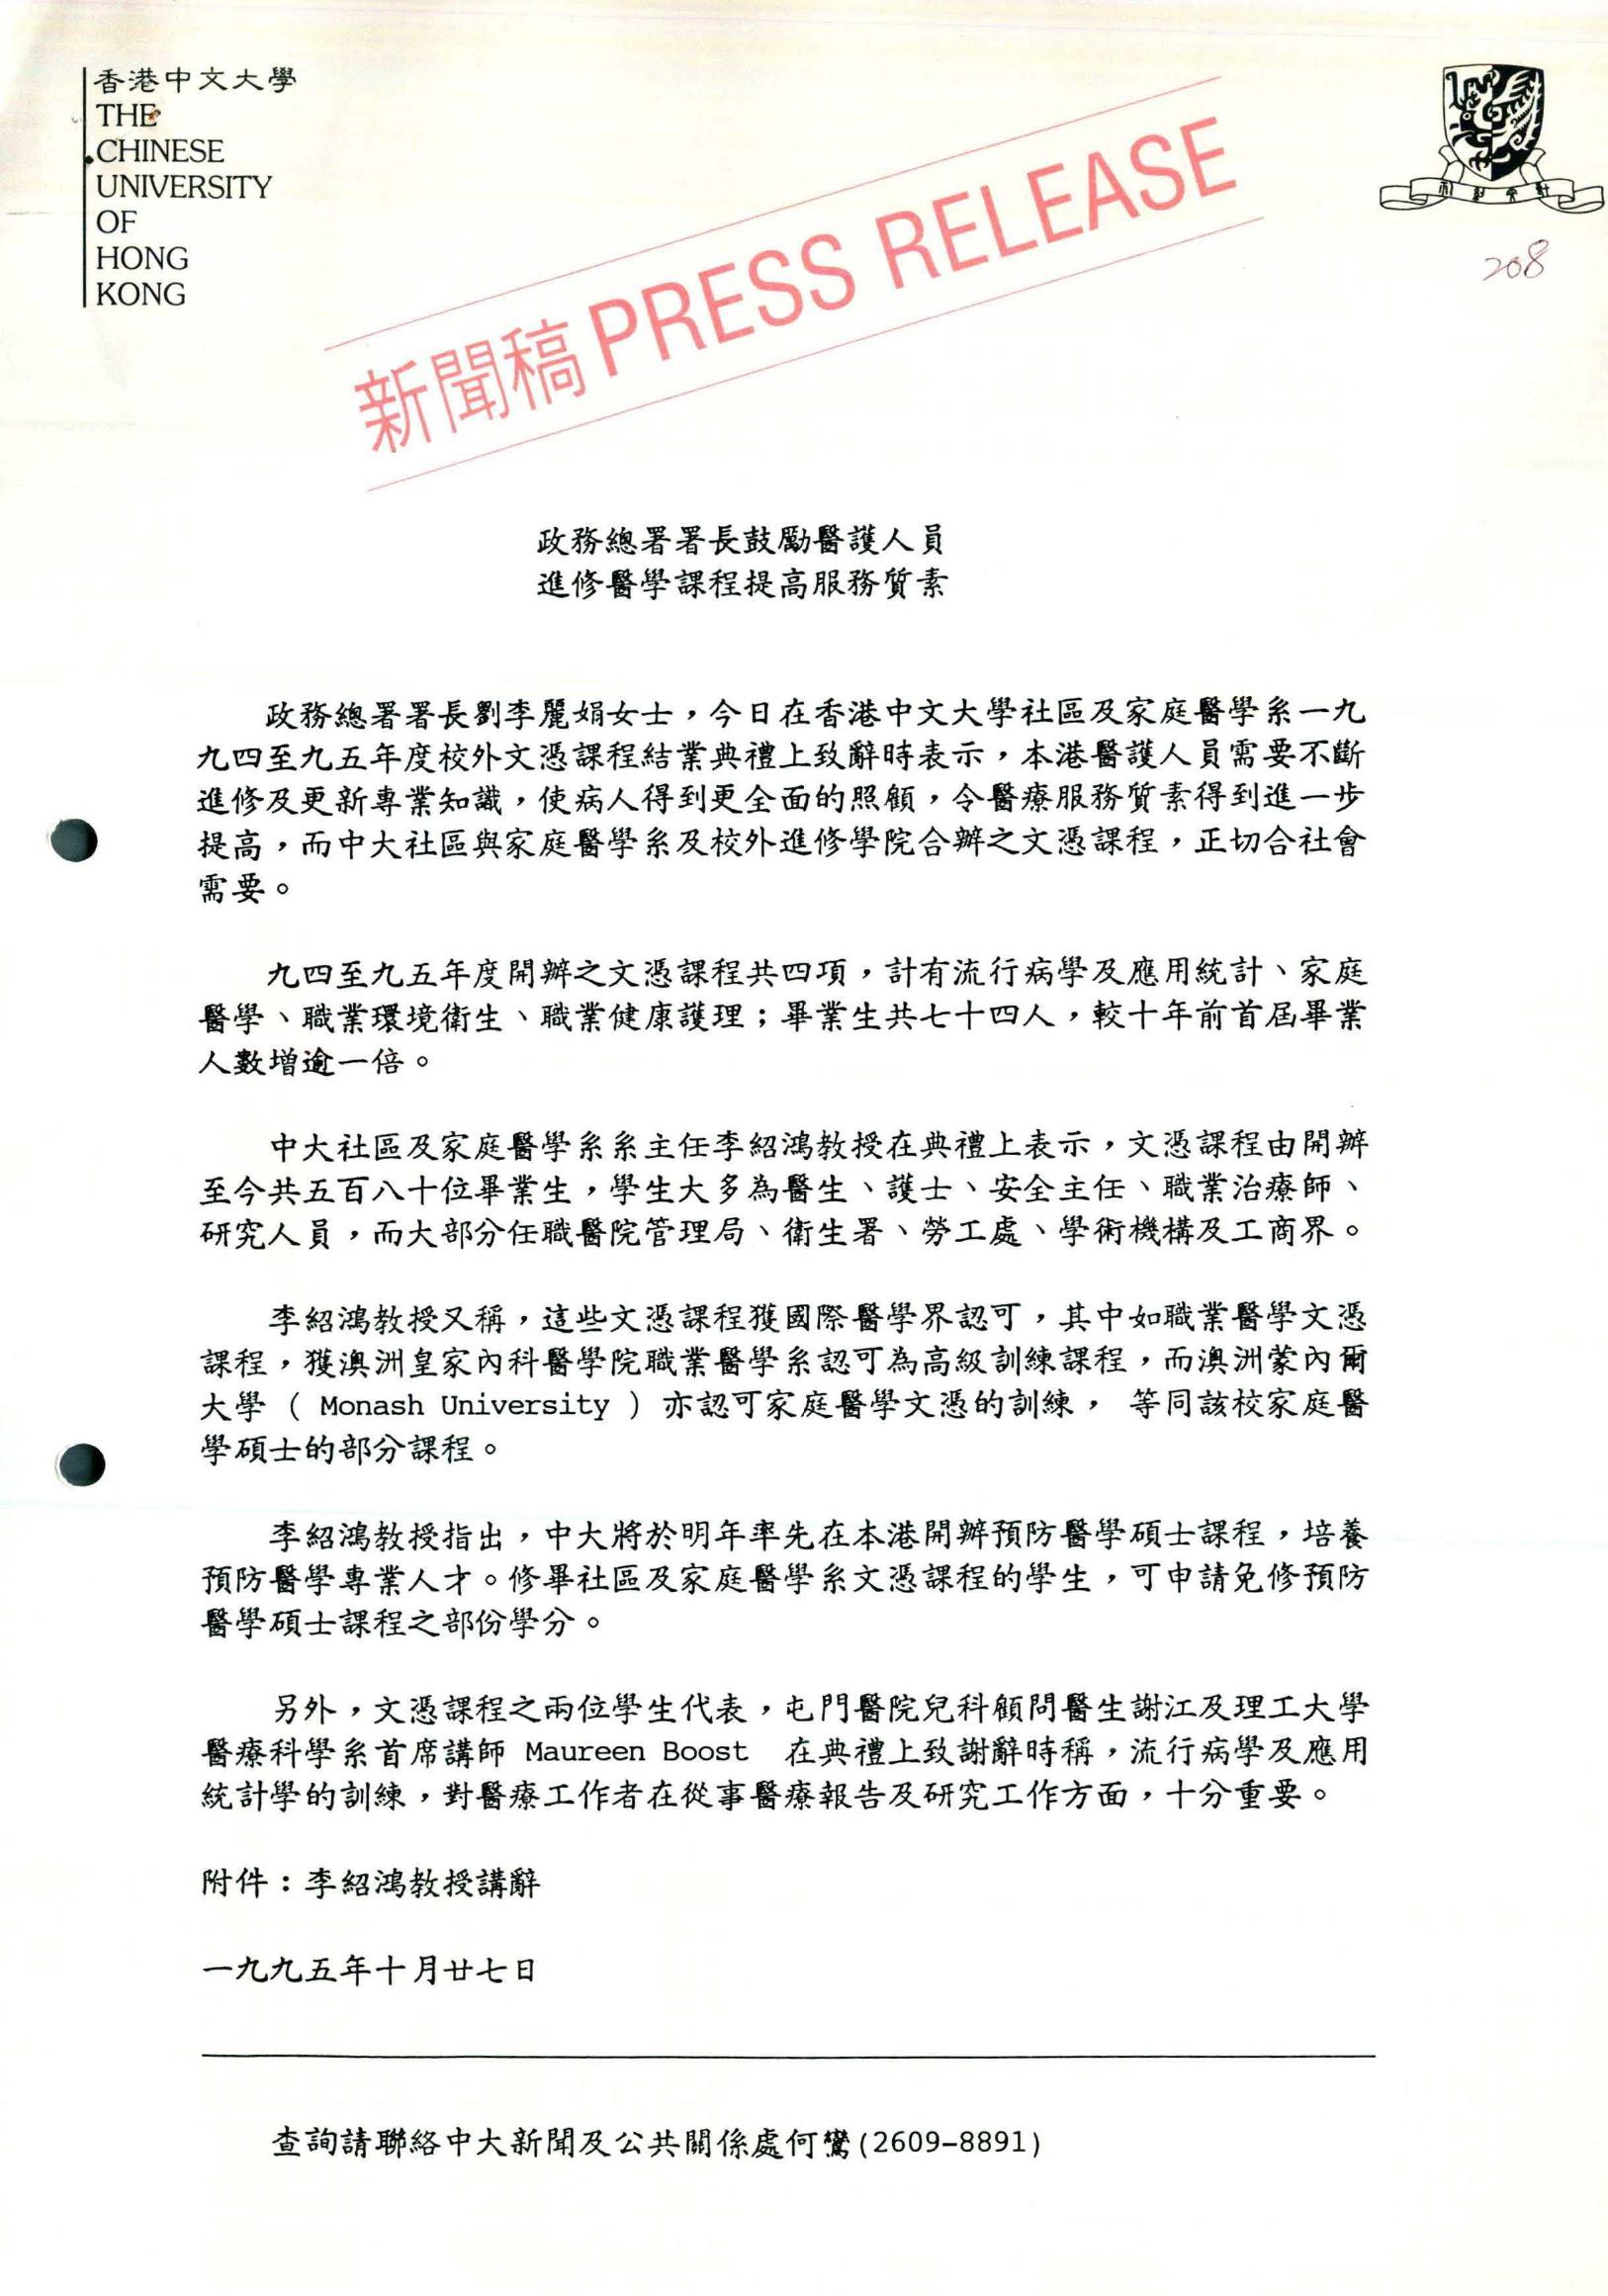 香港中文大學
THE
CHINESE
UNIVERSITY
OF
HONG
KONG
新聞稿 PRESS RELEASE
208
政務總署署長鼓勵醫護人員
進修醫學課程提高服務質素
政務總署署長劉李麗娟女士，今日在香港中文大學社區及家庭醫學系一九
九四至九五年度校外文憑課程結業典禮上致辭時表示，本港醫護人員需要不斷
進修及更新專業知識，使病人得到更全面的照顧，令醫療服務質素得到進一步
提高，而中大社區與家庭醫學系及校外進修學院合辦之文憑課程，正切合社會
需要。
九四至九五年度開辦之文憑課程共四項，計有流行病學及應用統計、家庭
醫學、職業環境衛生、職業健康護理；畢業生共七十四人，較十年前首屆畢業
人數增逾一倍。
中大社區及家庭醫學系系主任李紹鴻教授在典禮上表示，文憑課程由開辦
至今共五百八十位畢業生，學生大多為醫生、護士、安全主任、職業治療師、
研究人員，而大部分任職醫院管理局、衛生署、勞工處、學術機構及工商界。
李紹鴻教授又稱，這些文憑課程獲國際醫學界認可，其中如職業醫學文憑
課程，獲澳洲皇家內科醫學院職業醫學系認可為高級訓練課程，而澳洲蒙內爾
大學 ( Monash University ) 亦認可家庭醫學文憑的訓練， 等同該校家庭醫
學碩士的部分課程。
李紹鴻教授指出，中大將於明年率先在本港開辦預防醫學碩士課程，培養
預防醫學專業人才。修畢社區及家庭醫學系文憑課程的學生，可申請免修預防
醫學碩士課程之部份學分。
另外，文憑課程之兩位學生代表，屯門醫院兒科顧問醫生謝江及理工大學
醫療科學系首席講師 Maureen Boost 在典禮上致謝辭時稱，流行病學及應用
統計學的訓練，對醫療工作者在從事醫療報告及研究工作方面，十分重要。
附件：李紹鴻教授講辭
一九九五年十月廿七日
查詢請聯絡中大新聞及公共關係處何鸞(2609-8891)